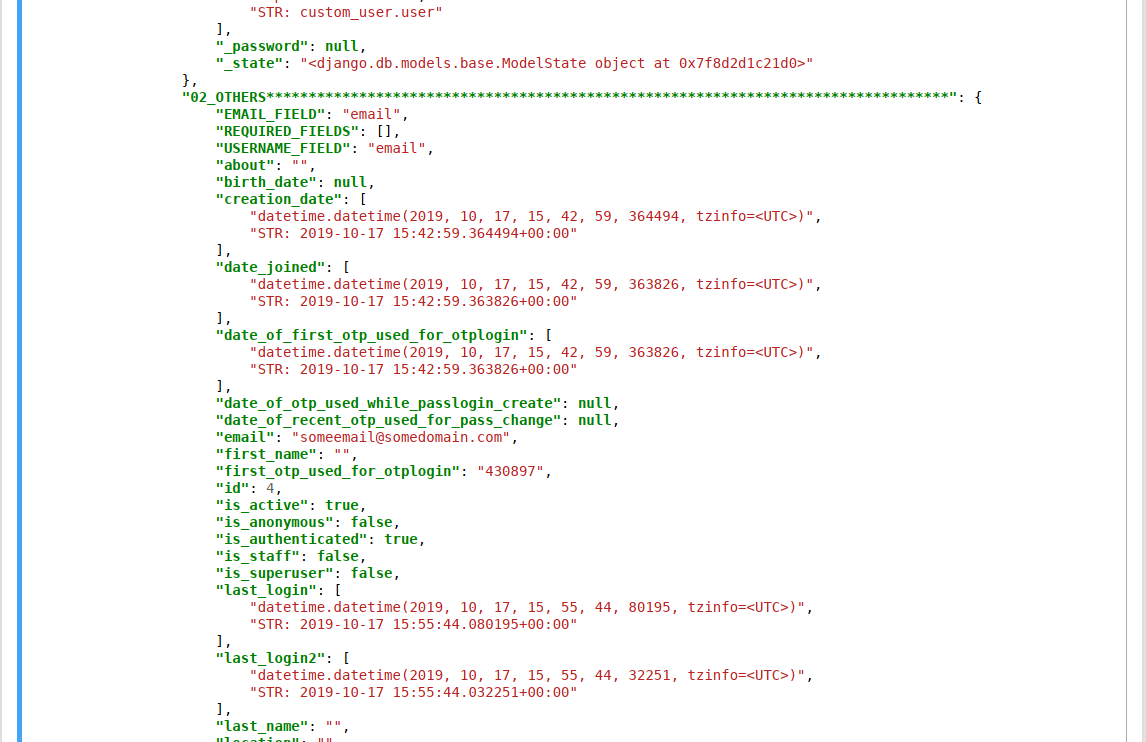 "STR: custom_user.user"
],
"_password": null,
"_state": "<django.db.models.base.ModelState object at 0x7f8d2d1c21d0>"
},
"02_OTHERS*********************************************************************************": {
"EMAIL_FIELD": "email",
"REQUIRED_FIELDS": [],
"USERNAME_FIELD": "email",
"about": "",
"birth_date": null,
"creation_date": [
"datetime.datetime(2019, 10, 17, 15, 42, 59, 364494, tzinfo=<UTC>)",
"STR: 2019-10-17 15:42:59.364494+00:00"
],
"date_joined": [
"datetime.datetime(2019, 10, 17, 15, 42, 59, 363826, tzinfo=<UTC>)",
"STR: 2019-10-17 15:42:59.363826+00:00"
],
"date_of_first_otp_used_for_otplogin": [
"datetime.datetime(2019, 10, 17, 15, 42, 59, 363826, tzinfo=<UTC>)",
"STR: 2019-10-17 15:42:59.363826+00:00"
],
"date_of_otp_used_while_passlogin_create": null,
"date_of_recent_otp_used_for_pass_change": null,
"email": "someemail@somedomain.com",
"first_name": "",
"first_otp_used_for_otplogin": "430897",
"id": 4,
"is_active": true,
"is_anonymous": false,
"is_authenticated": true,
"is_staff": false,
"is_superuser": false,
"last_login": [
"datetime.datetime(2019, 10, 17, 15, 55, 44, 80195, tzinfo=<UTC>)",
"STR: 2019-10-17 15:55:44.080195+00:00"
],
"last_login2": [
"datetime.datetime(2019, 10, 17, 15, 55, 44, 32251, tzinfo=<UTC>)",
"STR: 2019-10-17 15:55:44.032251+00:00"
],
"last_name": "",
"location": ""